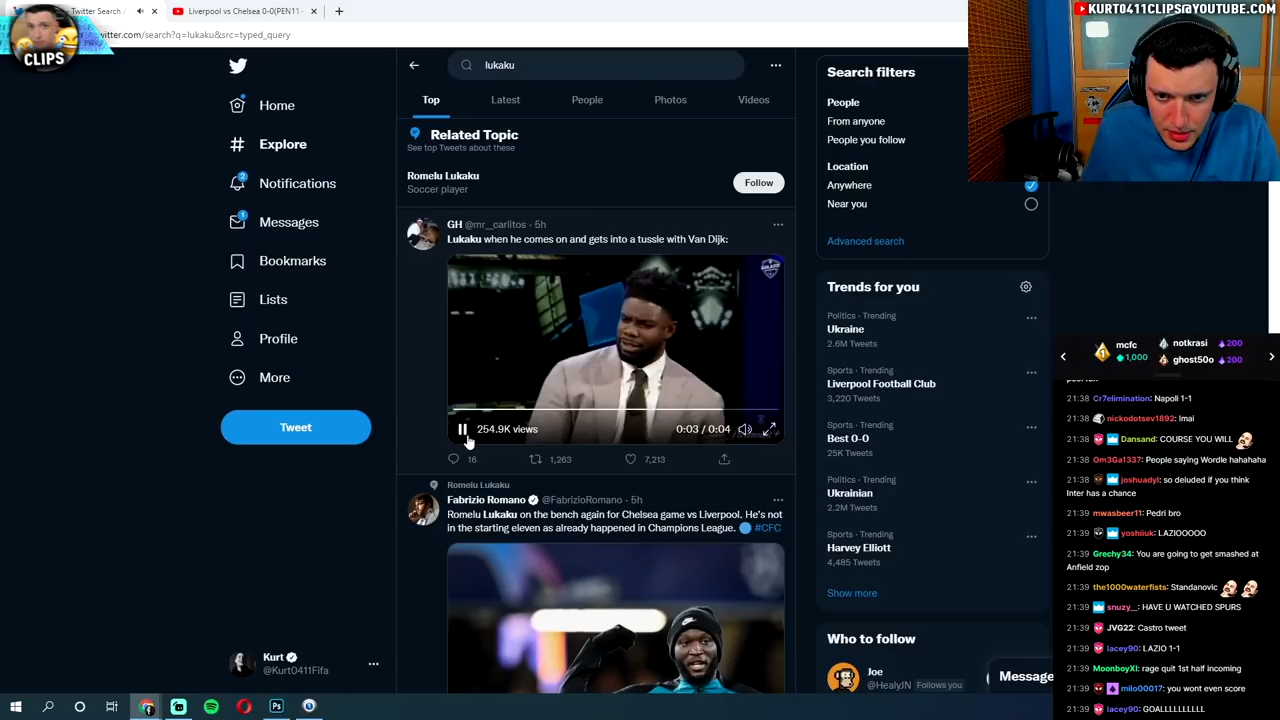 Twitter Search /
Liverpool vs Chelsea 0-0(PEN11-
KURT0411CLIPS@YOUTUBE.COM
CLIPS
witter.com/search?q=lukaku&src=typed_query
lukaku
Home
Explore
Notifications
2
Messages
1
Bookmarks
Lists
Profile
More
Tweet
Kurt
@Kurt0411Fifa
Top
Latest
People
Photos
Videos
Related Topic
See top Tweets about these
Romelu Lukaku
Soccer player
Follow
GH @mr__carlitos · 5h
Lukaku when he comes on and gets into a tussle with Van Dijk:
254.9K views
0:03 / 0:04
16
1,263
7,213
Romelu Lukaku
Fabrizio Romano @FabrizioRomano · 5h
Romelu Lukaku on the bench again for Chelsea game vs Liverpool. He's not
in the starting eleven as already happened in Champions League. #CFC
Search filters
People
From anyone
People you follow
Location
Anywhere
Near you
Advanced search
Trends for you
Politics · Trending
Ukraine
2.6M Tweets
Sports · Trending
Liverpool Football Club
3,220 Tweets
Sports · Trending
Best 0-0
25K Tweets
Politics · Trending
Ukrainian
2.2M Tweets
Sports · Trending
Harvey Elliott
4,485 Tweets
Show more
Who to follow
Joe
@HealyJN Follows you
Message
mcfc
1,000
notkrasi 200
ghost50o 200
21:38 Cr7elimination: Napoli 1-1
21:38 nickodotsev1892: lmai
21:38 Dansand: COURSE YOU WILL
21:38 Om3Ga1337: People saying Wordle hahahaha
21:38 joshuadyl: so deluded if you think
Inter has a chance
21:38 mwasbeer11: Pedri bro
21:38 yoshiiuk: LAZIOOOOO
21:39 Grechy34: You are going to get smashed at
Anfield zop
21:39 the1000waterfists: Standanovic
21:39 snuzy__: HAVE U WATCHED SPURS
21:39 JVG22: Castro tweet
21:39 lacey90: LAZIO 1-1
21:39 MoonboyXI: rage quit 1st half incoming
21:39 milo00017: you wont even score
21:39 lacey90: GOALLLLLLLLLL